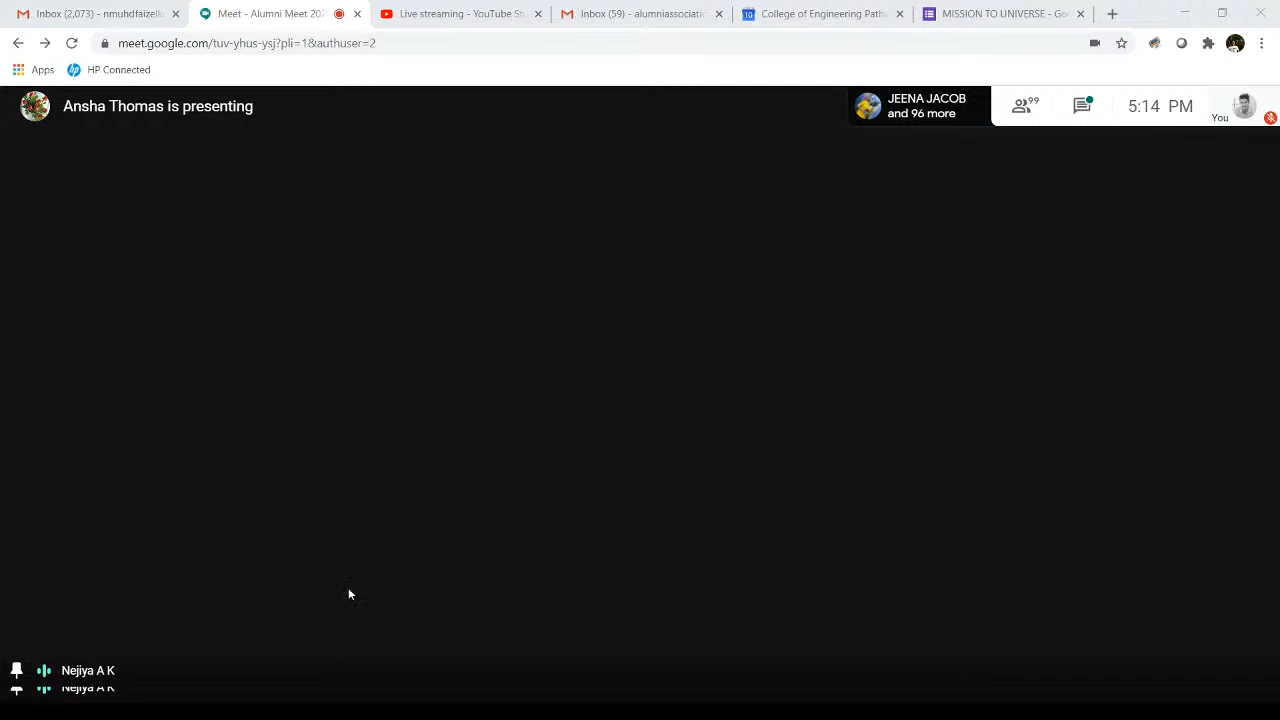 Inbox (2,073) - nmuhdfaizelk
Meet - Alumni Meet 202
Live streaming - YouTube St
Inbox (59) - alumniassociati
College of Engineering Path
MISSION TO UNIVERSE - Go
meet.google.com/tuv-yhus-ysj?pli=1&authuser=2
Apps
HP Connected
Ansha Thomas is presenting
JEENA JACOB
and 96 more
99
5:14 PM
You
Nejiya A K
Nejiya A K